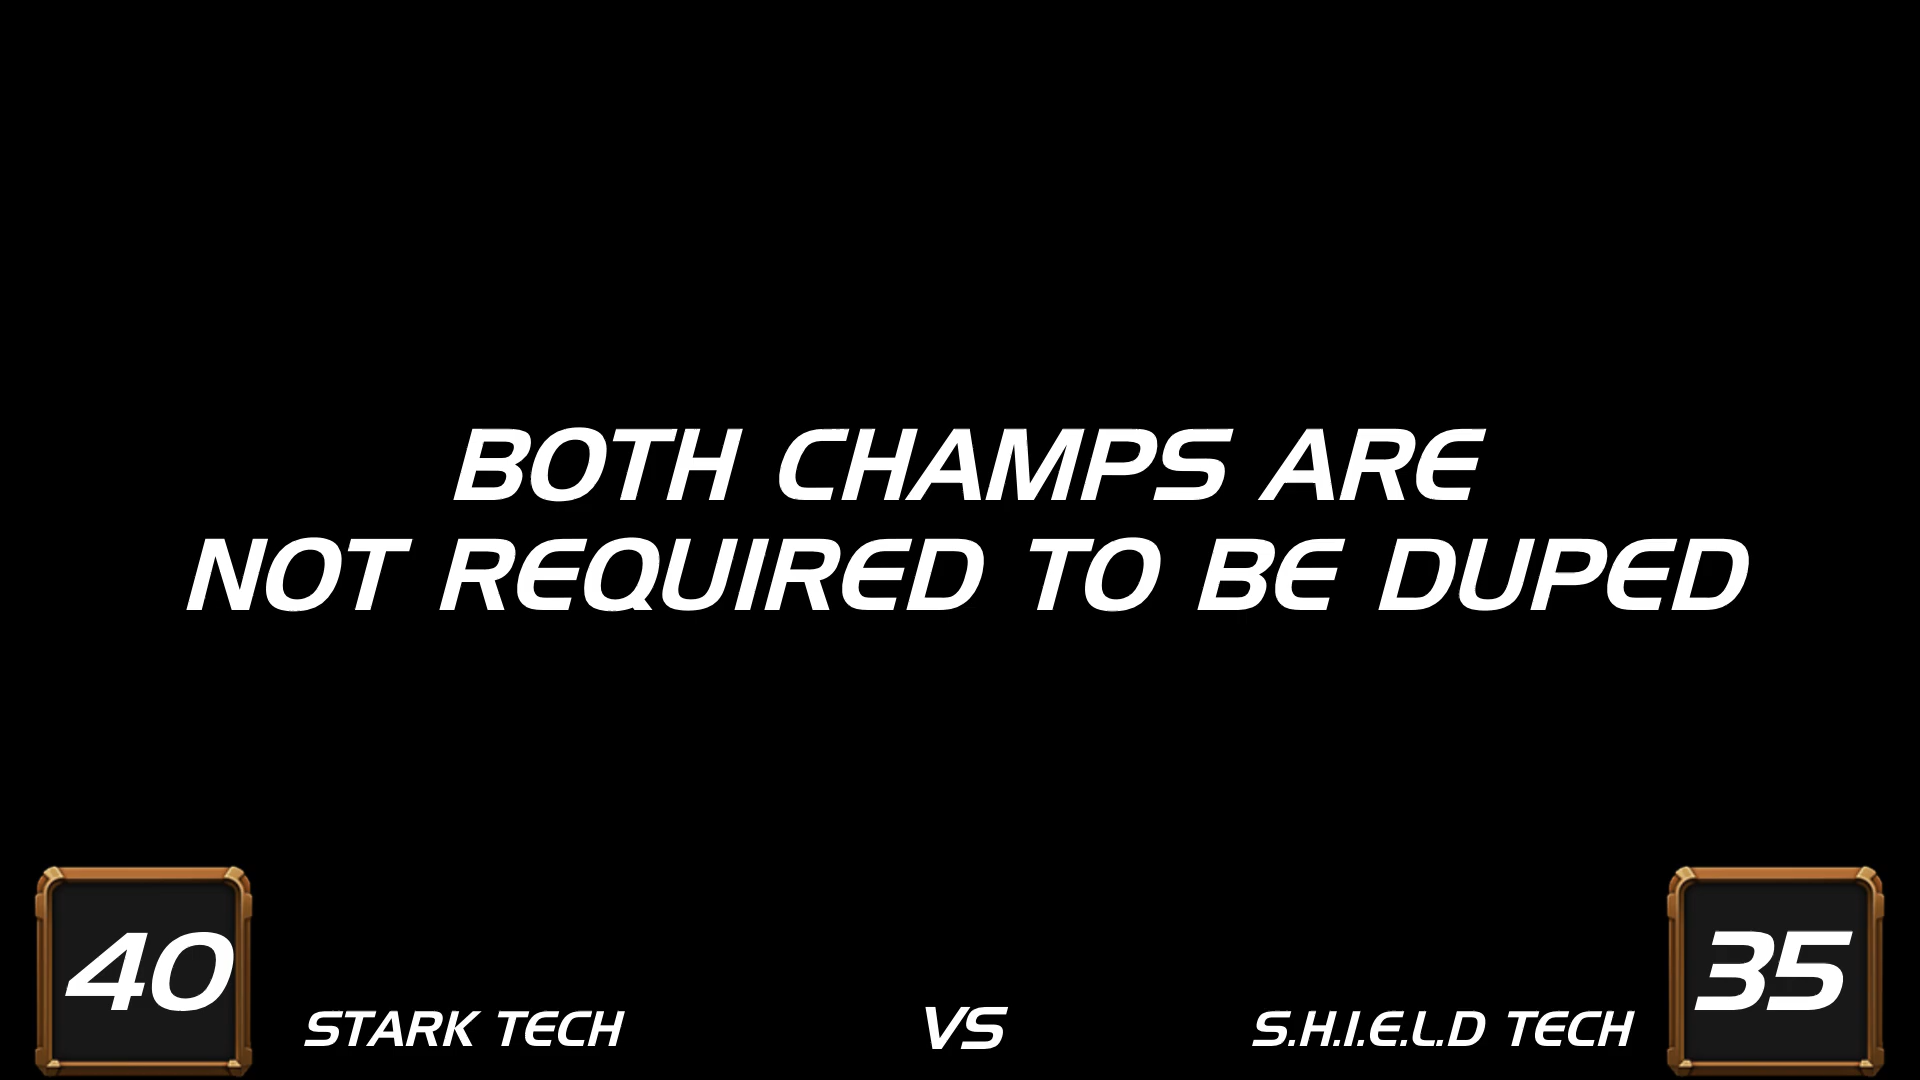 BOTH CHAMPS ARE
NOT REQUIRED TO BE DUPED
40
STARK TECH
VS
S.H.I.E.L.D TECH
35